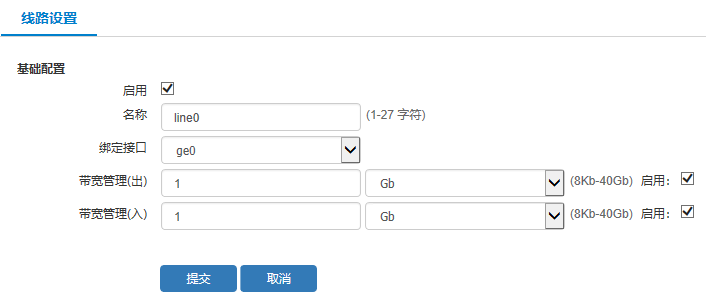 线路设置
基础配置
启用
名称 line0 (1-27 字符)
绑定接口 ge0
带宽管理(出) 1 Gb (8Kb-40Gb) 启用：
带宽管理(入) 1 Gb (8Kb-40Gb) 启用：
提交 取消